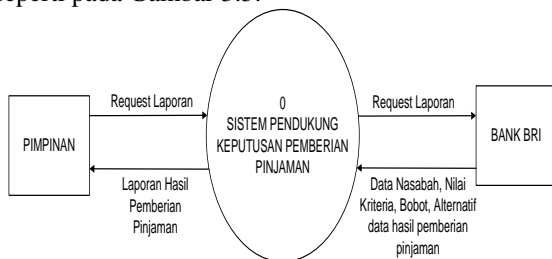 seperti pada Gambar 3.3.
PIMPINAN
Request Laporan
Laporan Hasil
Pemberian
Pinjaman
0
SISTEM PENDUKUNG
KEPUTUSAN PEMBERIAN
PINJAMAN
Request Laporan
Data Nasabah, Nilai
Kriteria, Bobot, Alternatif
data hasil pemberian
pinjaman
BANK BRI